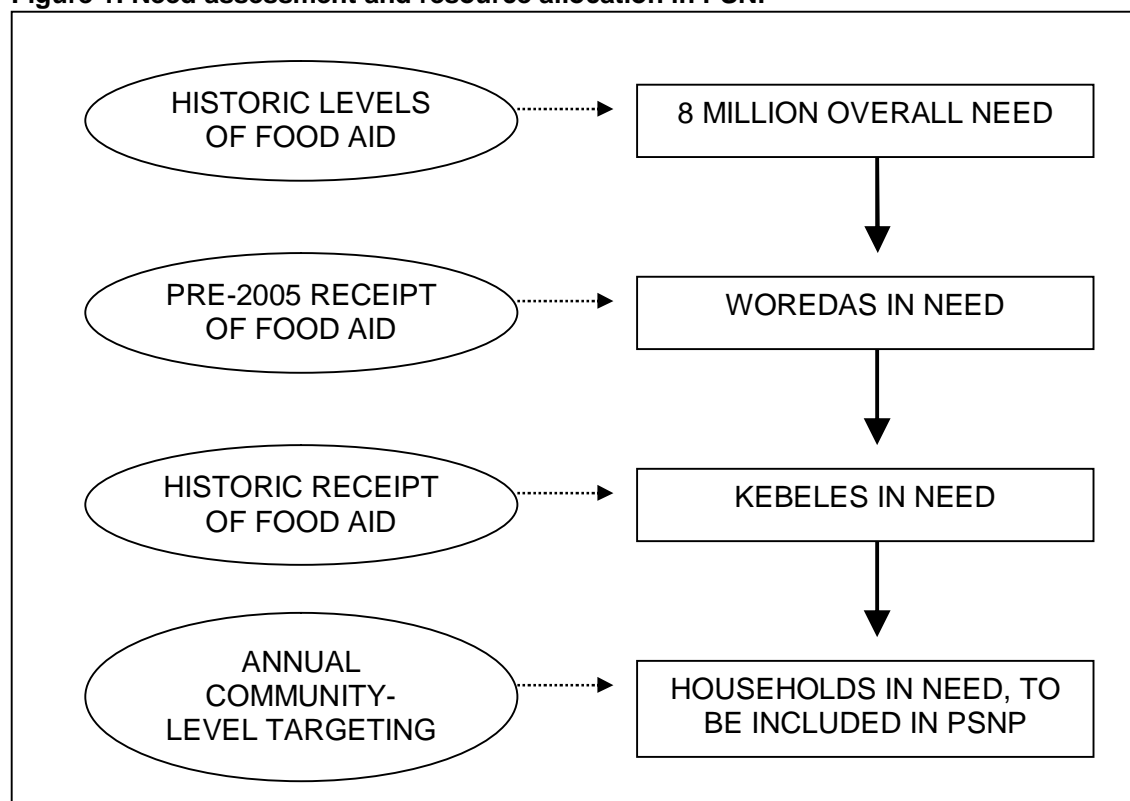 Figure 1: Need assessment and resource allocation in PSNP
HISTORIC LEVELS
OF FOOD AID
8 MILLION OVERALL NEED
PRE-2005 RECEIPT
OF FOOD AID
WOREDAS IN NEED
HISTORIC RECEIPT
OF FOOD AID
KEBELES IN NEED
ANNUAL
COMMUNITY-
LEVEL TARGETING
HOUSEHOLDS IN NEED, TO
BE INCLUDED IN PSNP